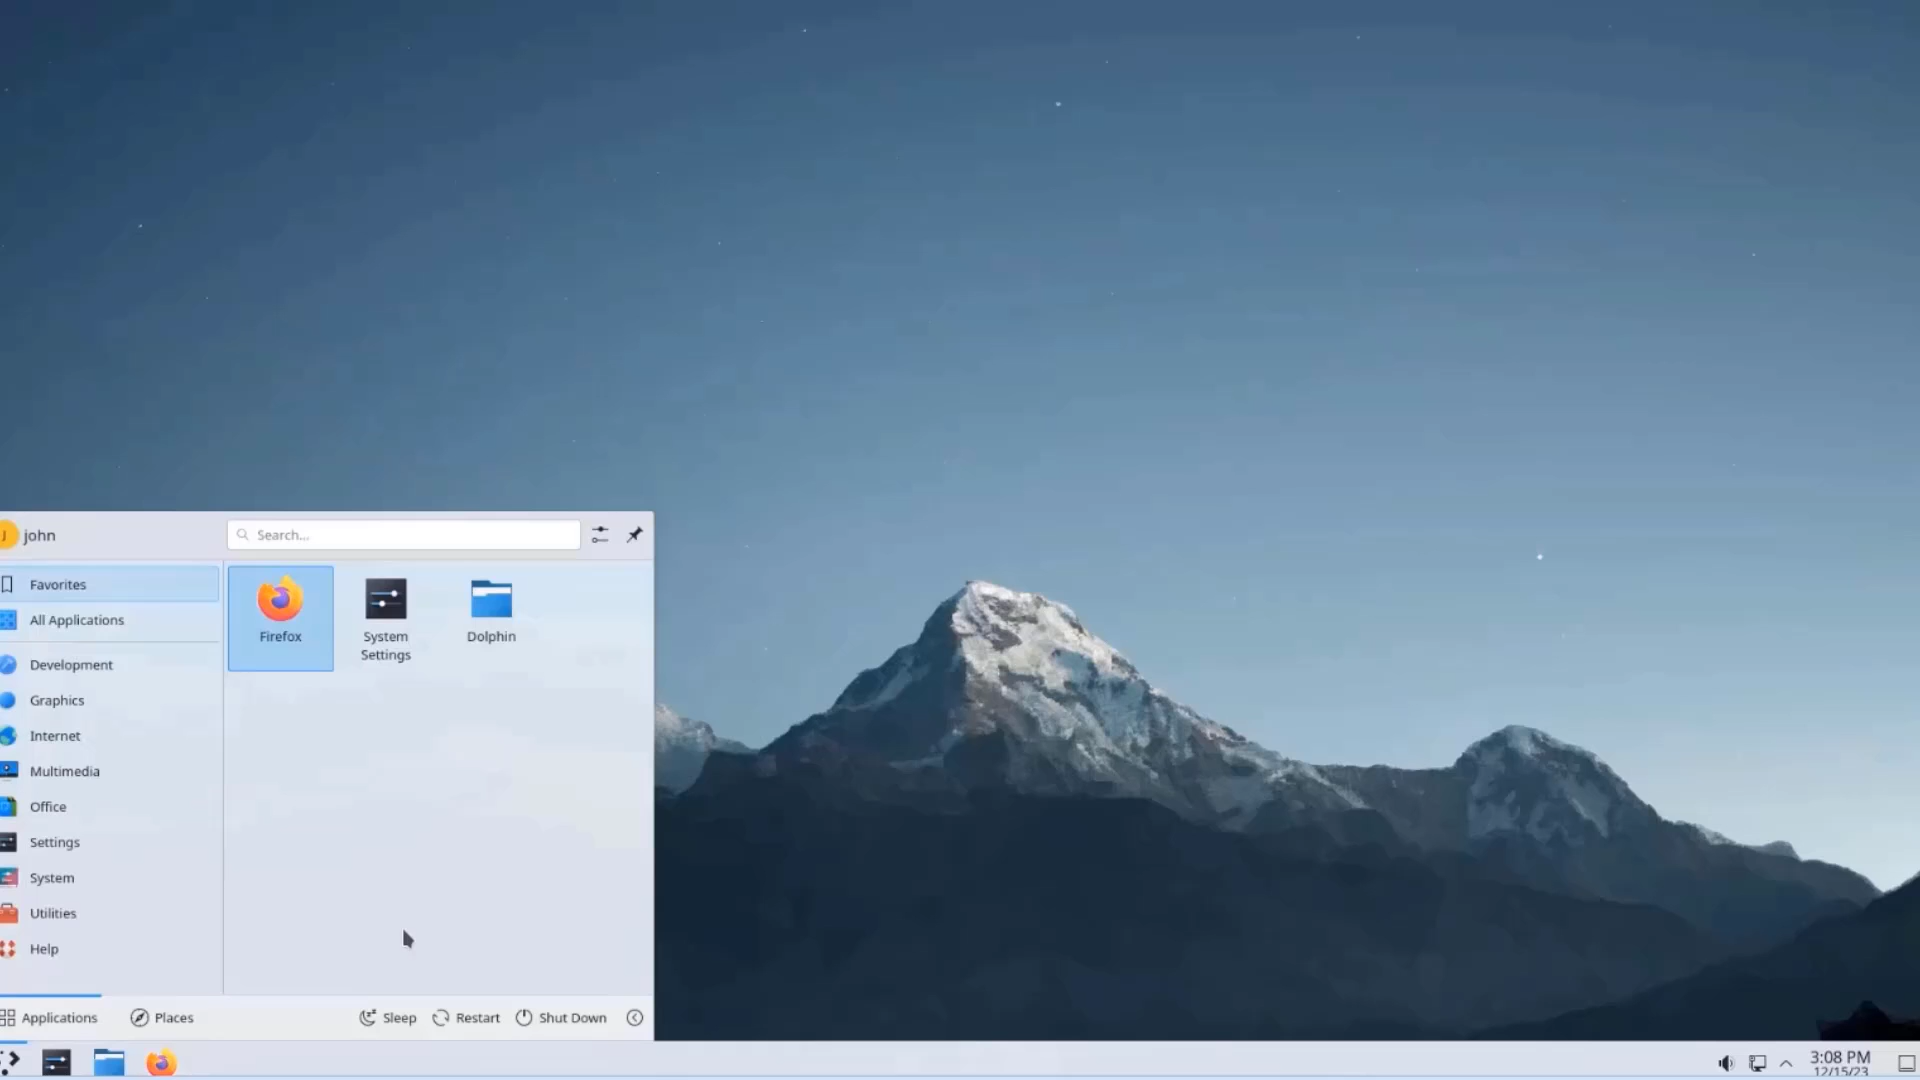 J john
Search...
Favorites
All Applications
Development
Graphics
Internet
Multimedia
Office
Settings
System
Utilities
Help
Firefox
System
Settings
Dolphin
Applications
Places
Sleep
Restart
Shut Down
3:08 PM
12/15/23